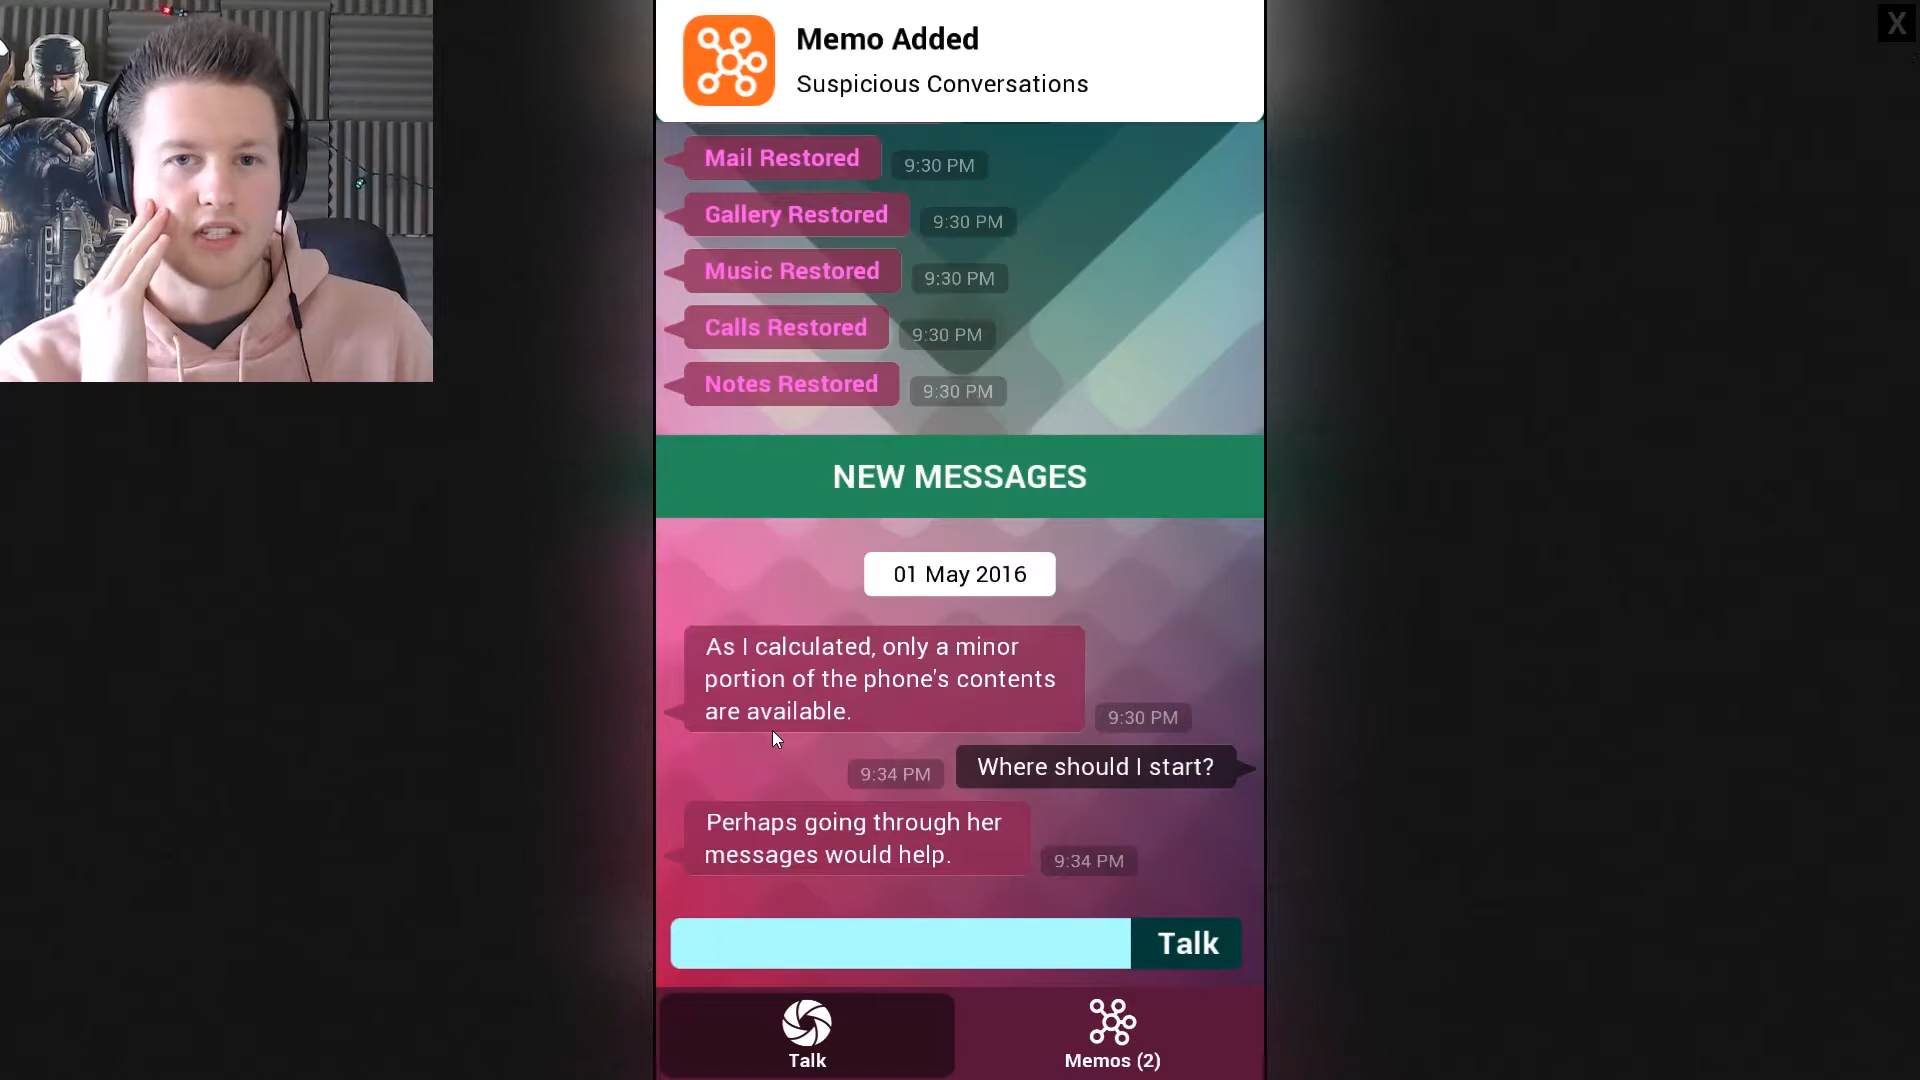 X
Memo Added
Suspicious Conversations
Mail Restored
9:30 PM
Gallery Restored
9:30 PM
Music Restored
9:30 PM
Calls Restored
9:30 PM
Notes Restored
9:30 PM
NEW MESSAGES
01 May 2016
As I calculated, only a minor
portion of the phone's contents
are available.
9:30 PM
9:34 PM
Where should I start?
Perhaps going through her
messages would help.
9:34 PM
Talk
Talk
Memos (2)